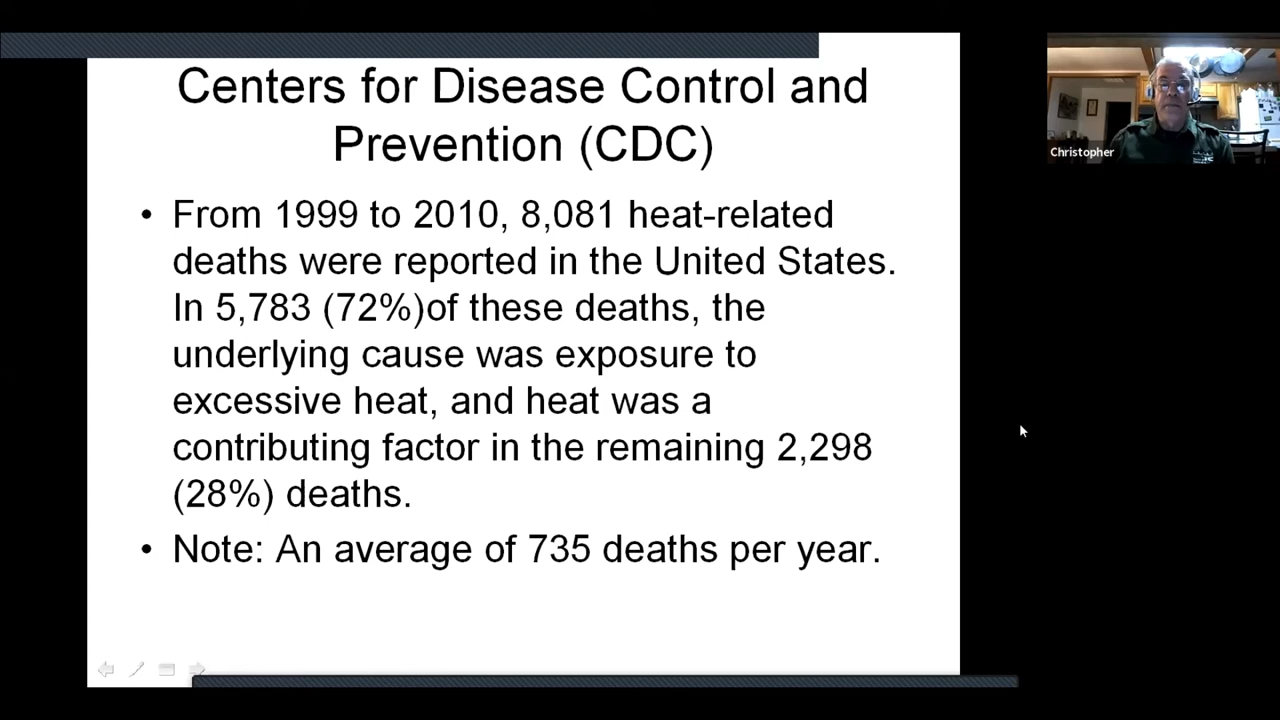 Centers for Disease Control and
Prevention (CDC)
• From 1999 to 2010, 8,081 heat-related
deaths were reported in the United States.
In 5,783 (72%)of these deaths, the
underlying cause was exposure to
excessive heat, and heat was a
contributing factor in the remaining 2,298
(28%) deaths.
• Note: An average of 735 deaths per year.
Christopher